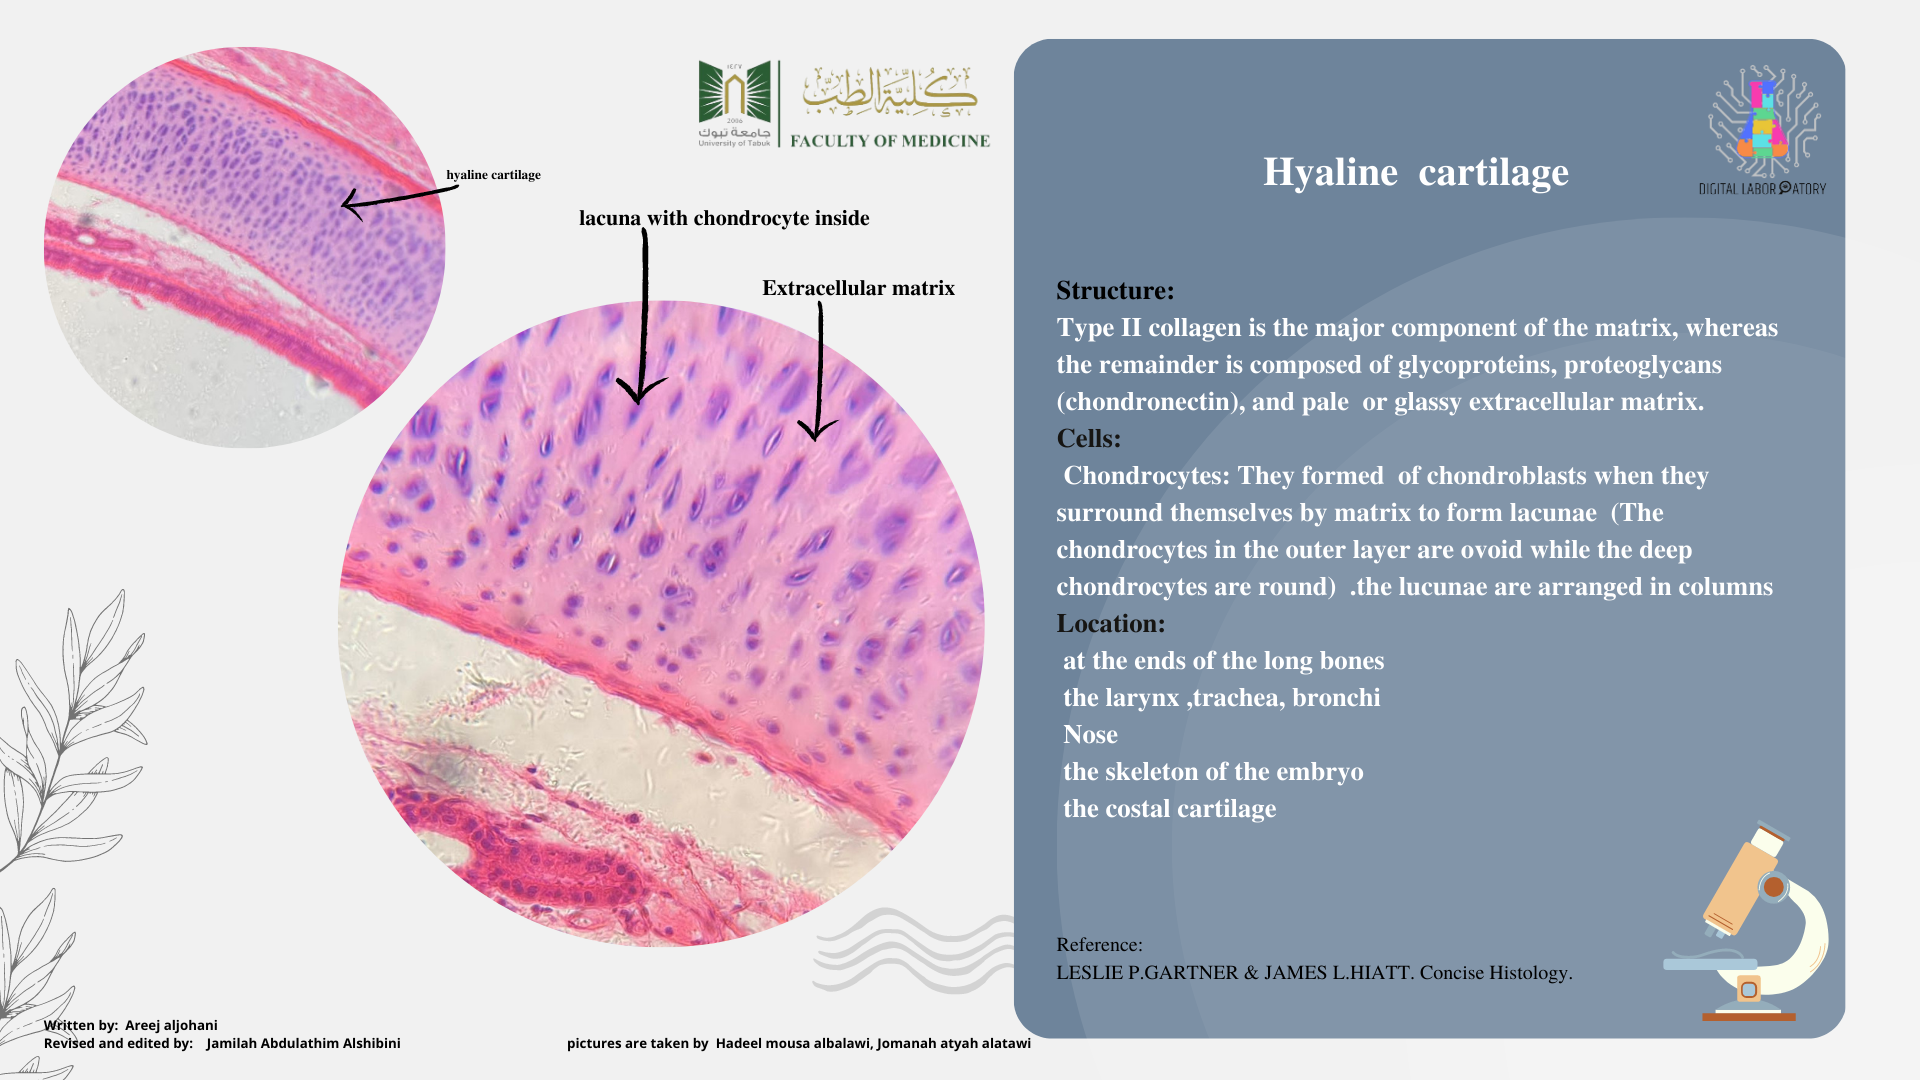 ١٤٢٧
2006
جامعة تبوك
University of Tabuk
كلية الطب
FACULTY OF MEDICINE
hyaline cartilage
lacuna with chondrocyte inside
Extracellular matrix
DIGITAL LABORATORY
Hyaline cartilage
Structure:
Type II collagen is the major component of the matrix, whereas
the remainder is composed of glycoproteins, proteoglycans
(chondronectin), and pale or glassy extracellular matrix.
Cells:
Chondrocytes: They formed of chondroblasts when they
surround themselves by matrix to form lacunae (The
chondrocytes in the outer layer are ovoid while the deep
chondrocytes are round) .the lucunae are arranged in columns
Location:
at the ends of the long bones
the larynx ,trachea, bronchi
Nose
the skeleton of the embryo
the costal cartilage
Reference:
LESLIE P.GARTNER & JAMES L.HIATT. Concise Histology.
Written by: Areej aljohani
Revised and edited by: Jamilah Abdulathim Alshibini
pictures are taken by Hadeel mousa albalawi, Jomanah atyah alatawi